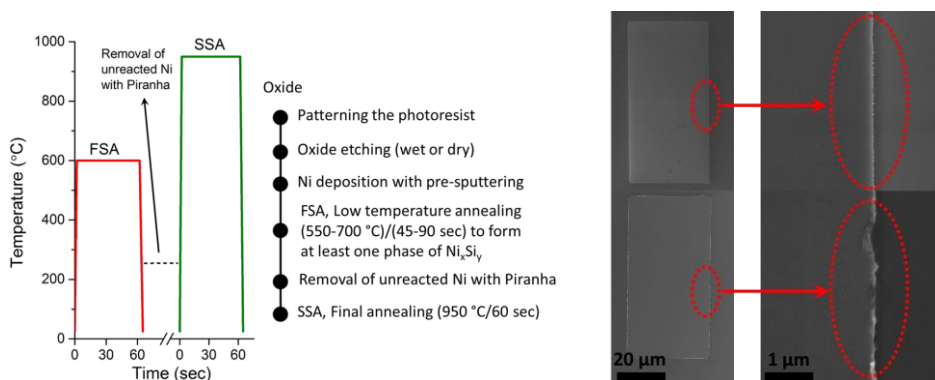 1000
800
600
400
200
0
Temperature (°C)
SSA
Removal of
unreacted Ni
with Piranha
FSA
0 30 60
0 30 60
Time (sec)
Oxide
Patterning the photoresist
Oxide etching (wet or dry)
Ni deposition with pre-sputtering
FSA, Low temperature annealing
(550-700 °C)/(45-90 sec) to form
at least one phase of NiₓSiᵧ
Removal of unreacted Ni with Piranha
SSA, Final annealing (950 °C/60 sec)
20 µm
1 µm